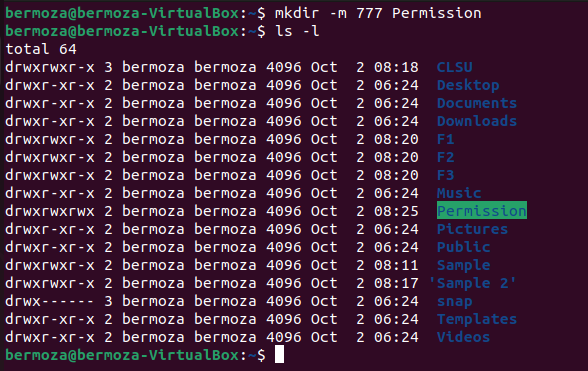 bermoza@bermoza-VirtualBox:~$ mkdir -m 777 Permission
bermoza@bermoza-VirtualBox:~$ ls -l
total 64
drwxrwxr-x 3 bermoza bermoza 4096 Oct  2 08:18  CLSU
drwxr-xr-x 2 bermoza bermoza 4096 Oct  2 06:24  Desktop
drwxr-xr-x 2 bermoza bermoza 4096 Oct  2 06:24  Documents
drwxr-xr-x 2 bermoza bermoza 4096 Oct  2 06:24  Downloads
drwxrwxr-x 2 bermoza bermoza 4096 Oct  2 08:20  F1
drwxrwxr-x 2 bermoza bermoza 4096 Oct  2 08:20  F2
drwxrwxr-x 2 bermoza bermoza 4096 Oct  2 08:20  F3
drwxr-xr-x 2 bermoza bermoza 4096 Oct  2 06:24  Music
drwxrwxrwx 2 bermoza bermoza 4096 Oct  2 08:25  Permission
drwxr-xr-x 2 bermoza bermoza 4096 Oct  2 06:24  Pictures
drwxr-xr-x 2 bermoza bermoza 4096 Oct  2 06:24  Public
drwxrwxr-x 2 bermoza bermoza 4096 Oct  2 08:11  Sample
drwxrwxr-x 2 bermoza bermoza 4096 Oct  2 08:17 'Sample 2'
drwx------ 3 bermoza bermoza 4096 Oct  2 06:24  snap
drwxr-xr-x 2 bermoza bermoza 4096 Oct  2 06:24  Templates
drwxr-xr-x 2 bermoza bermoza 4096 Oct  2 06:24  Videos
bermoza@bermoza-VirtualBox:~$